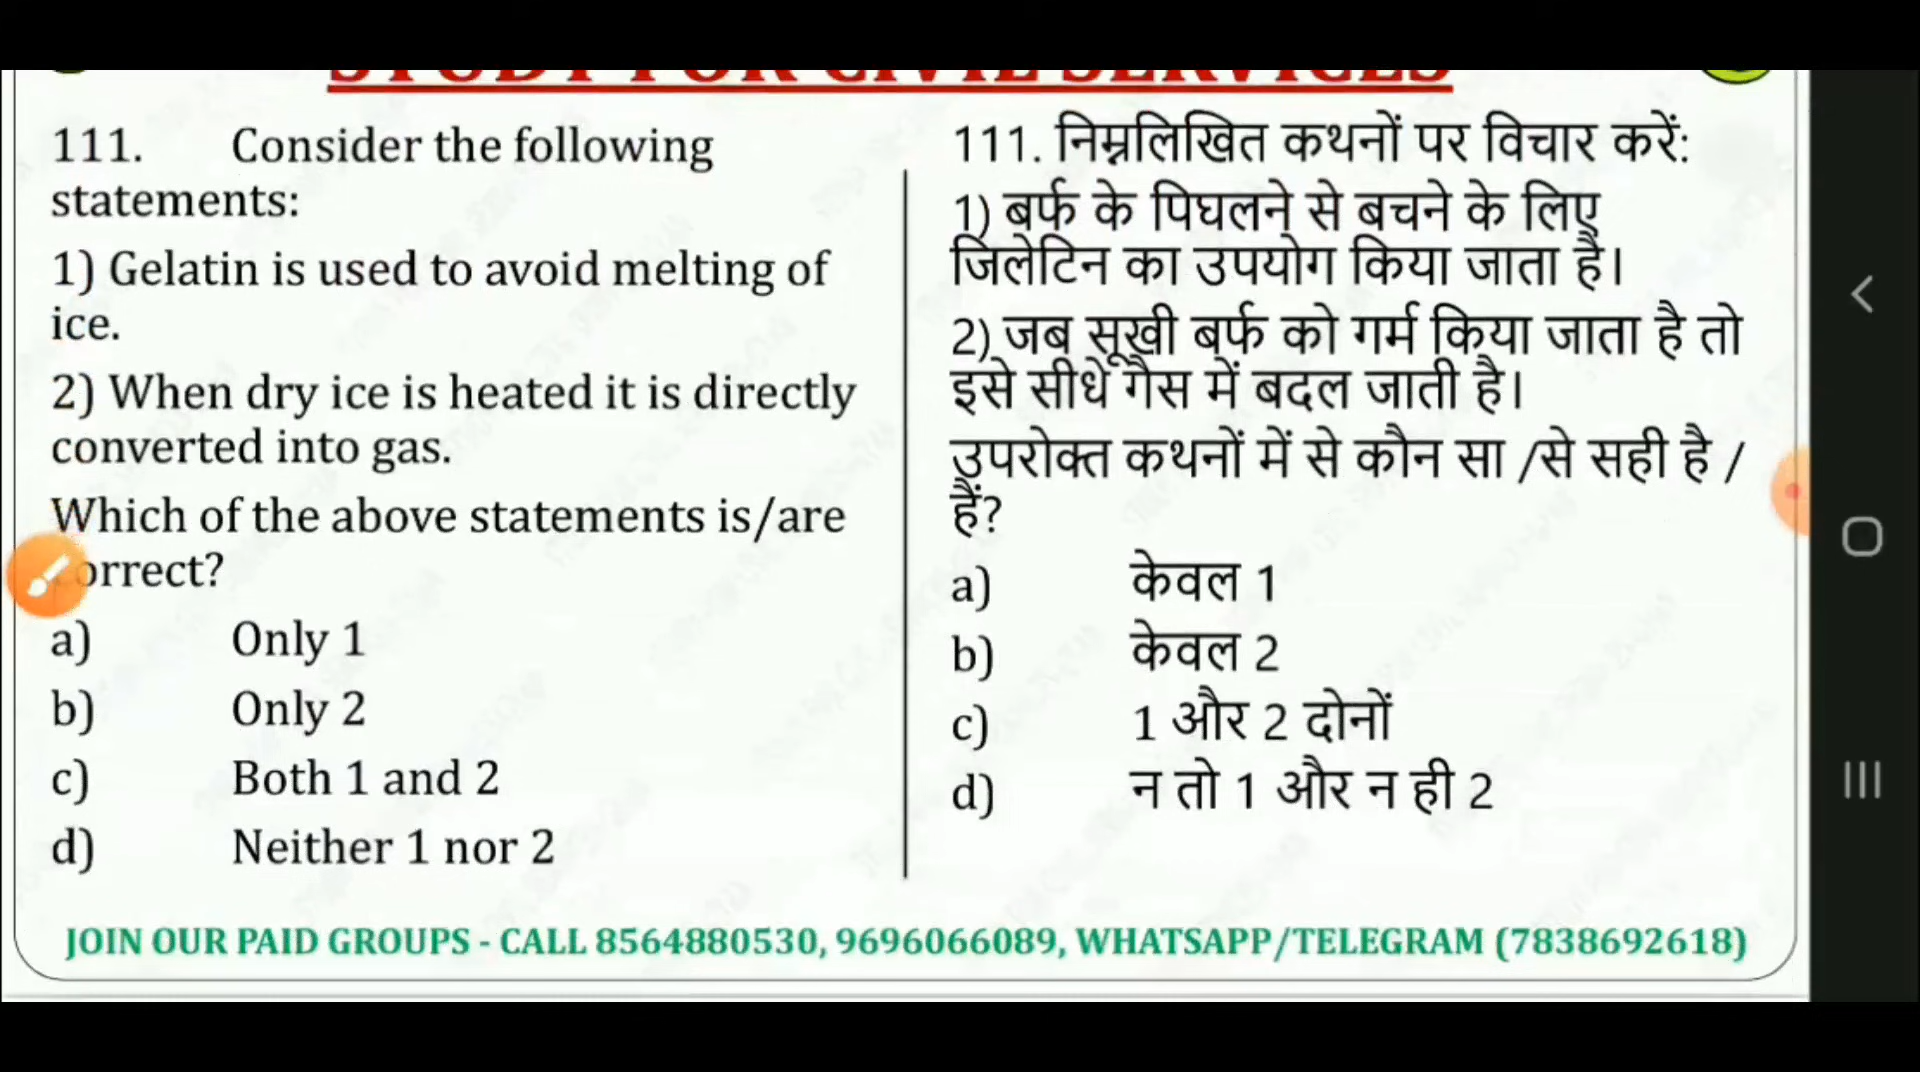 STUDY FOR CIVIL SERVICES
111. Consider the following
statements:
1) Gelatin is used to avoid melting of
ice.
2) When dry ice is heated it is directly
converted into gas.
Which of the above statements is/are
orrect?
a) Only 1
b) Only 2
c) Both 1 and 2
d) Neither 1 nor 2
111. निम्नलिखित कथनों पर विचार करें:
1) बर्फ के पिघलने से बचने के लिए
जिलेटिन का उपयोग किया जाता है।
2) जब सूखी बर्फ को गर्म किया जाता है तो
इसे सीधे गैस में बदल जाती है।
उपरोक्त कथनों में से कौन सा /से सही है /
हैं?
a) केवल 1
b) केवल 2
c) 1 और 2 दोनों
d) न तो 1 और न ही 2
JOIN OUR PAID GROUPS - CALL 8564880530, 9696066089, WHATSAPP/TELEGRAM (7838692618)